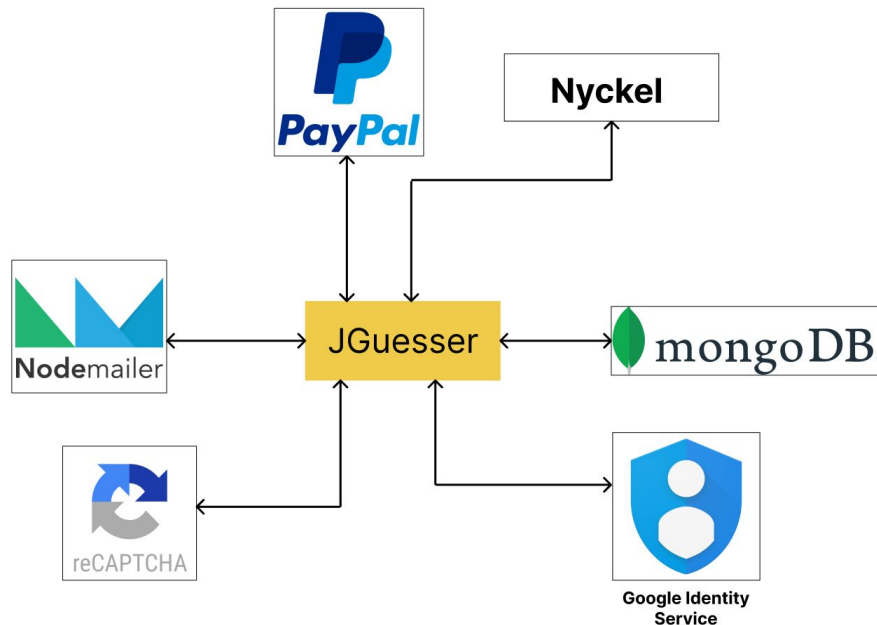 PayPal
Nyckel
Nodemailer
JGuesser
mongoDB
reCAPTCHA
Google Identity
Service